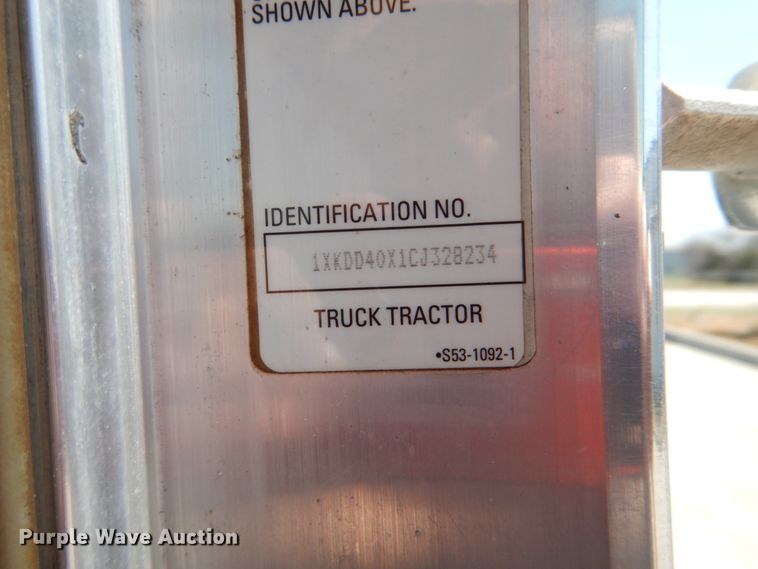 SHOWN ABOVE.
IDENTIFICATION NO.
1XKDD40X1CJ328234
TRUCK TRACTOR
•S53-1092-1
Purple Wave Auction